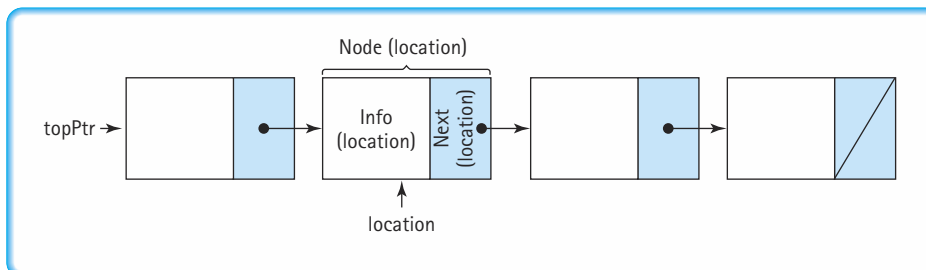 Node (location)
topPtr
Info
(location)
Next
(location)
location